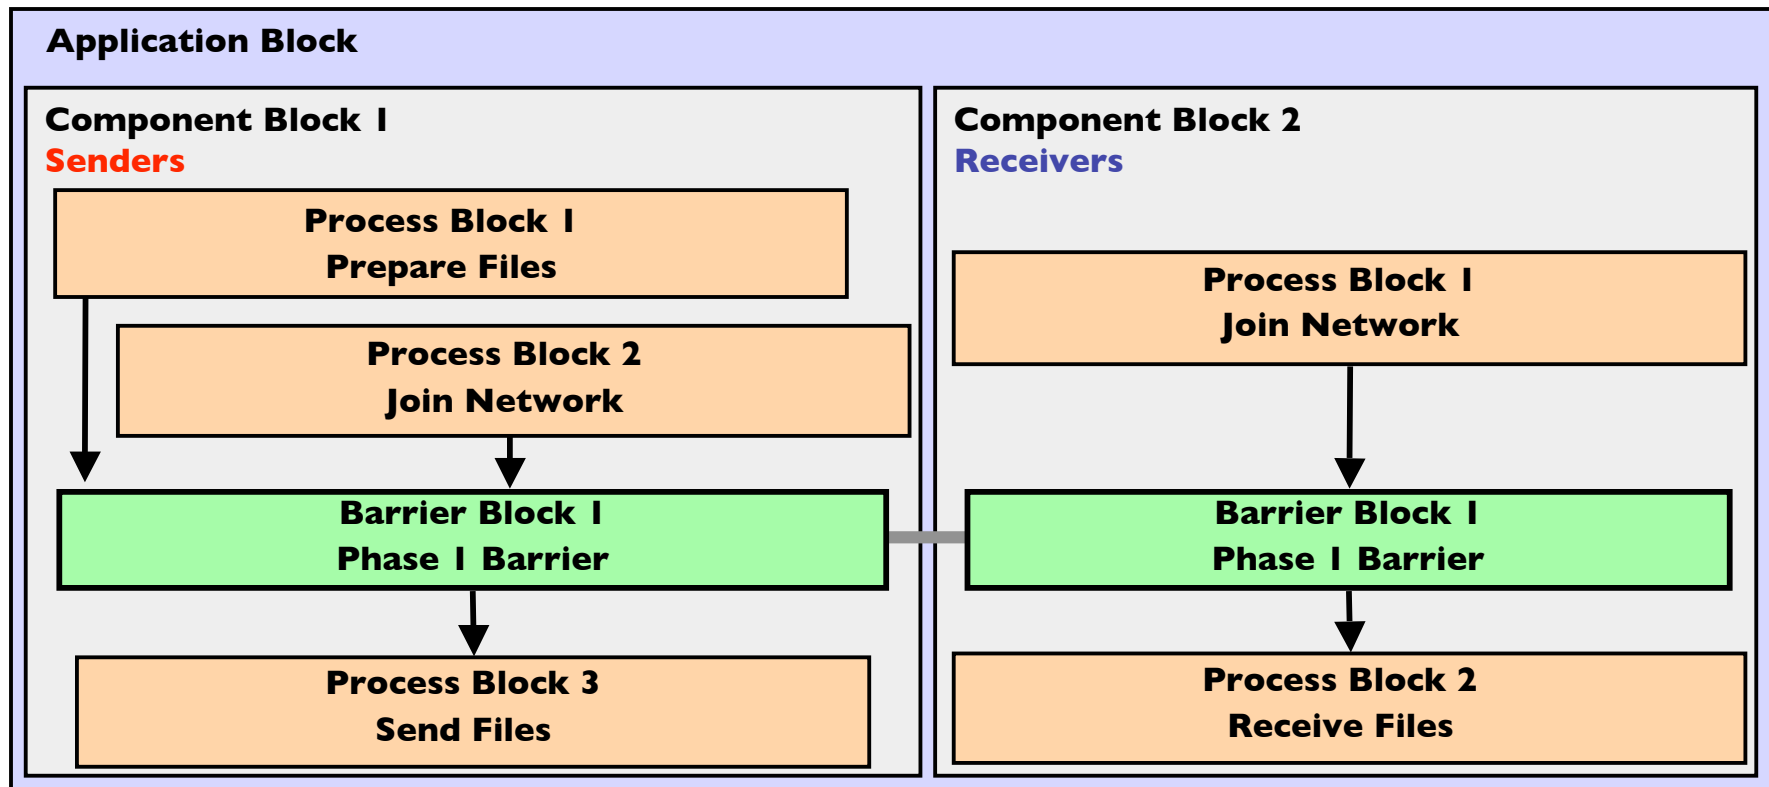 Application Block
Component Block 1
Senders
Process Block 1
Prepare Files
Process Block 2
Join Network
Barrier Block 1
Phase 1 Barrier
Process Block 3
Send Files
Component Block 2
Receivers
Process Block 1
Join Network
Barrier Block 1
Phase 1 Barrier
Process Block 2
Receive Files